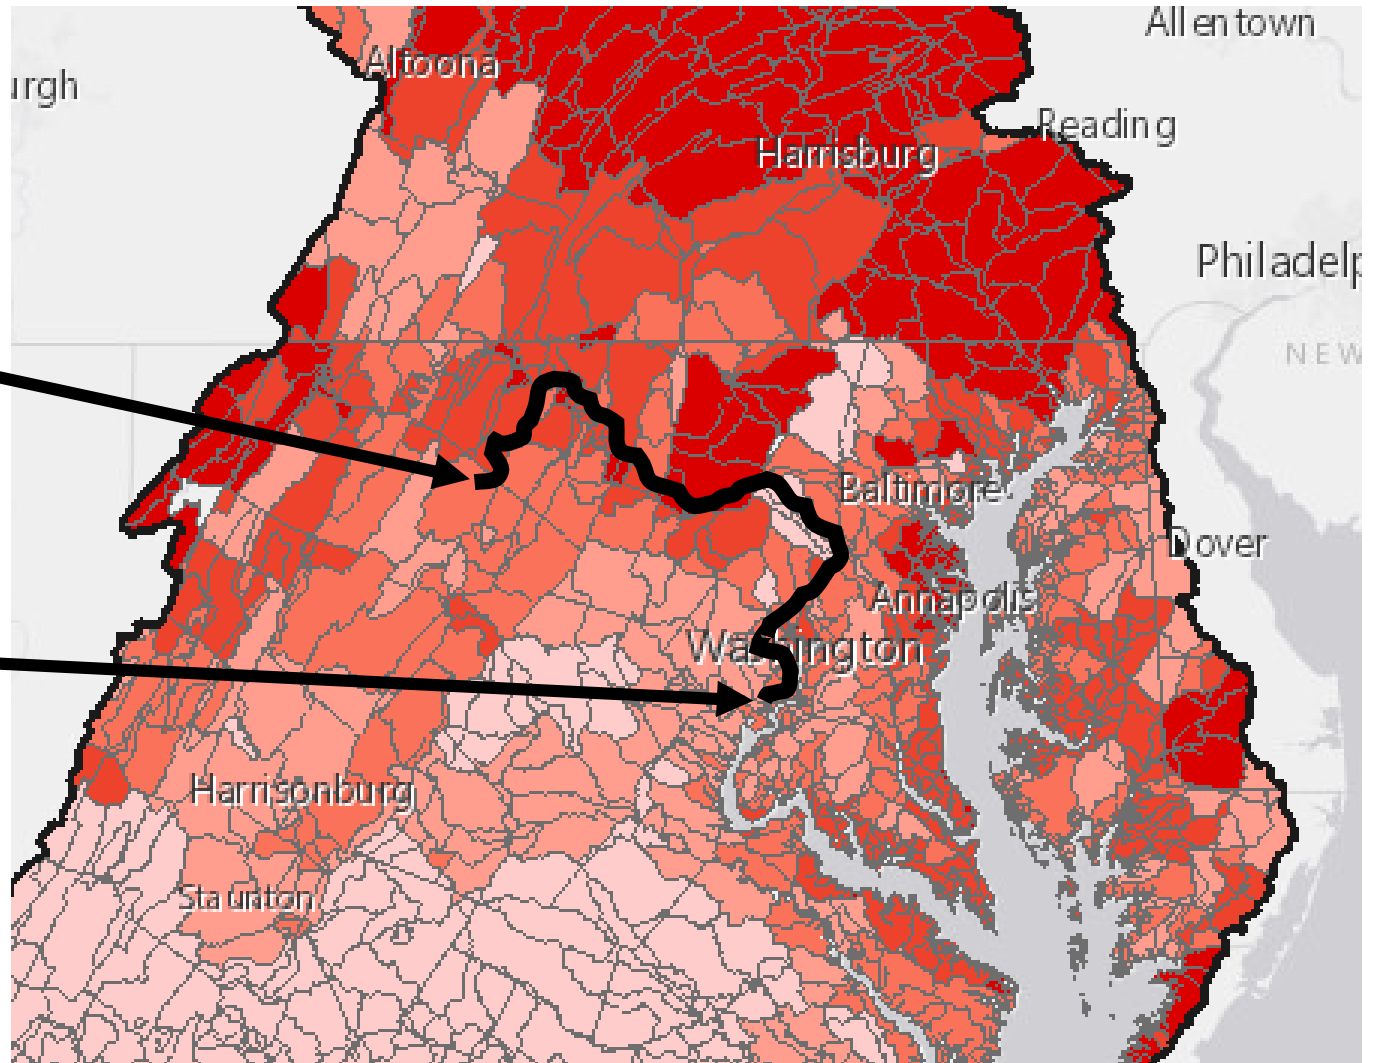 Allentown
Altoona
urgh
Reading
Harrisburg
Philadelp
NEW
Baltimore
Dover
Annapolis
Washington
Harrisonburg
Staunton